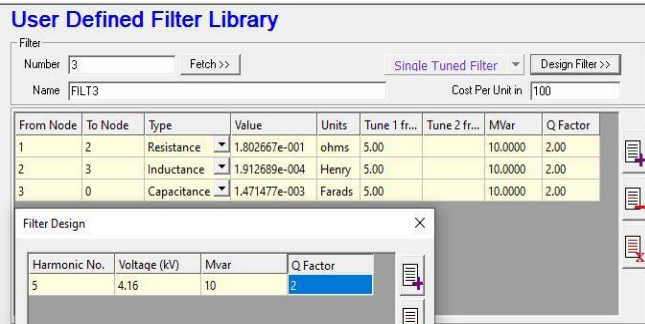 User Defined Filter Library
Filter
Number 3 Fetch >> Single Tuned Filter Design Filter >>
Name FILT3 Cost Per Unit in 100
From Node To Node Type Value Units Tune 1 fr... Tune 2 fr... MVar Q Factor
1 2 Resistance 1.802667e-001 ohms 5.00 10.0000 2.00
2 3 Inductance 1.912689e-004 Henry 5.00 10.0000 2.00
3 0 Capacitance 1.471477e-003 Farads 5.00 10.0000 2.00
Filter Design
Harmonic No. Voltage (kV) Mvar Q Factor
5 4.16 10 2